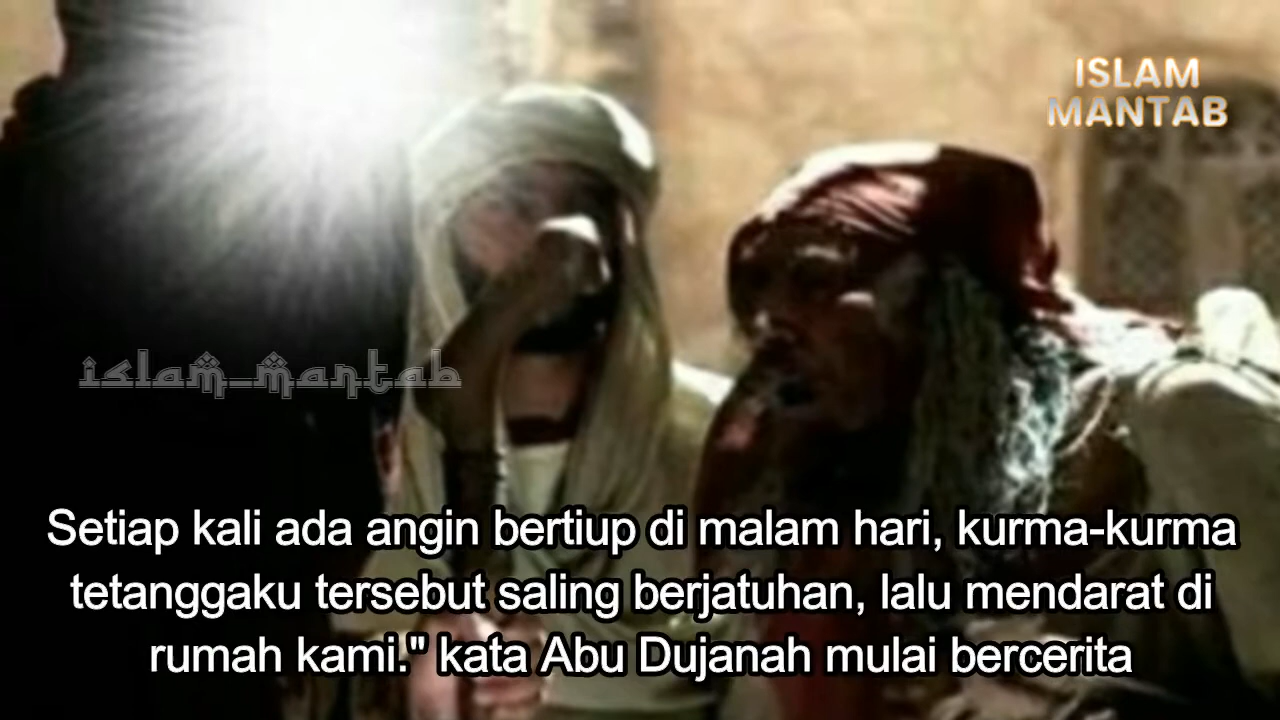 ISLAM
MANTAB
islam_mantab
Setiap kali ada angin bertiup di malam hari, kurma-kurma
tetanggaku tersebut saling berjatuhan, lalu mendarat di
rumah kami." kata Abu Dujanah mulai bercerita